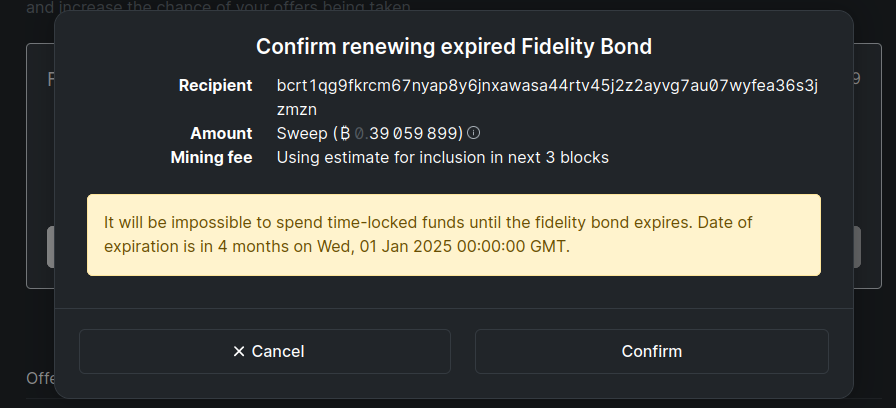 and increase the chance of your offers being taken
Confirm renewing expired Fidelity Bond
Recipient bcrt1qg9fkrcm67nyap8y6jnxawasa44rtv45j2z2ayvg7au07wyfea36s3j
zmzn
Amount Sweep (₿ 0.39 059 899)
Mining fee Using estimate for inclusion in next 3 blocks
It will be impossible to spend time-locked funds until the fidelity bond expires. Date of
expiration is in 4 months on Wed, 01 Jan 2025 00:00:00 GMT.
Cancel Confirm